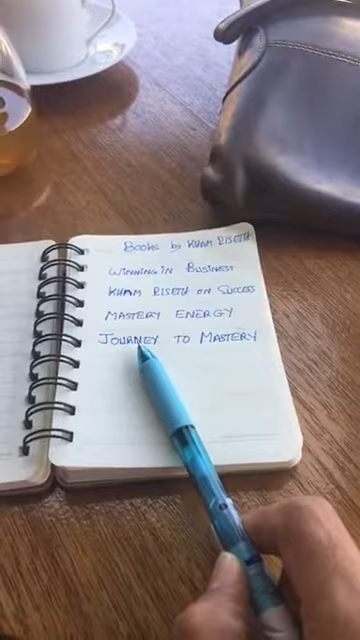 Books by KHAM RISETH
WINNING IN BUSINESS
KHAM RISETH ON SUCCESS
MASTERY ENERGY
JOURNEY TO MASTERY